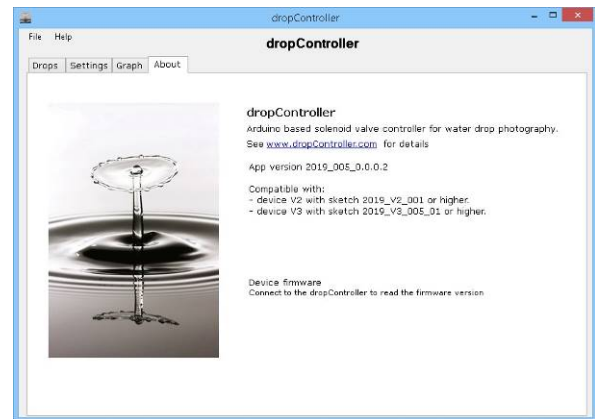 dropController
File Help
dropController
Drops Settings Graph About
dropController
Arduino based solenoid valve controller for water drop photography.
See www.dropController.com for details
App version 2019_005_0.0.0.2
Compatible with:
- device V2 with sketch 2019_V2_001 or higher.
- device V3 with sketch 2019_V3_005_01 or higher.
Device firmware
Connect to the dropController to read the firmware version